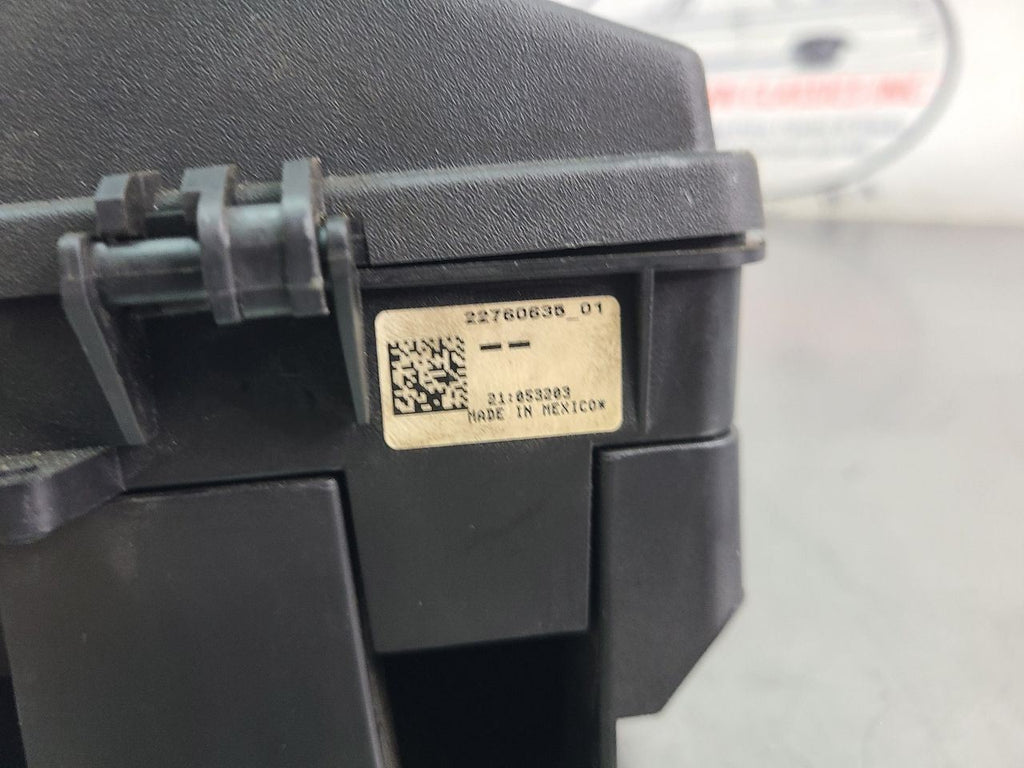 22760635_01
--
21:053203
MADE IN MEXICO*